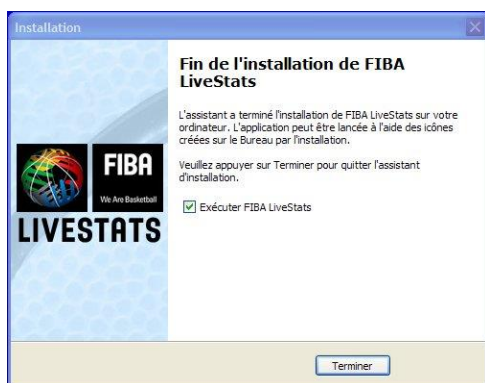 Installation
Fin de l'installation de FIBA
LiveStats
L'assistant a terminé l'installation de FIBA LiveStats sur votre
ordinateur. L'application peut être lancée à l'aide des icônes
créées sur le Bureau par l'installation.
Veuillez appuyer sur Terminer pour quitter l'assistant
d'installation.
Exécuter FIBA LiveStats
FIBA
We Are Basketball
LIVESTATS
Terminer